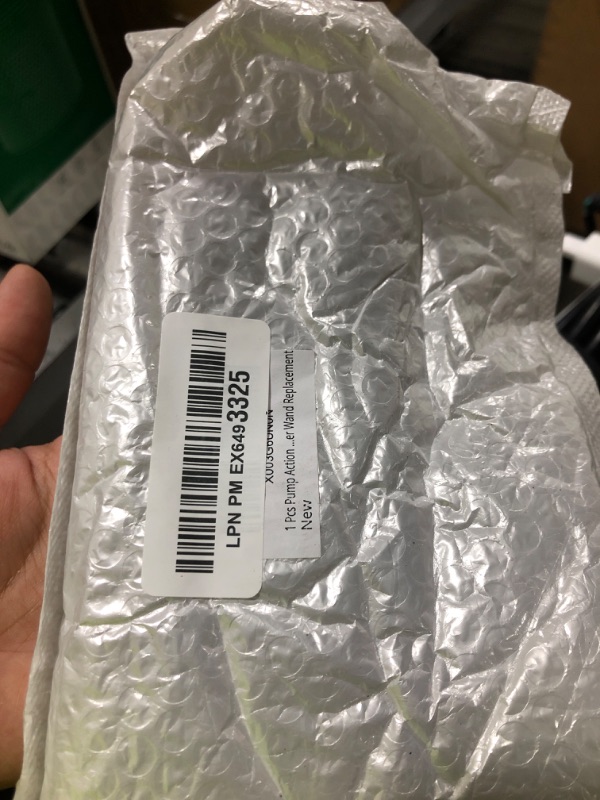 LPN PM EX6493325
1 Pcs Pump Action ...er Wand Replacement
New